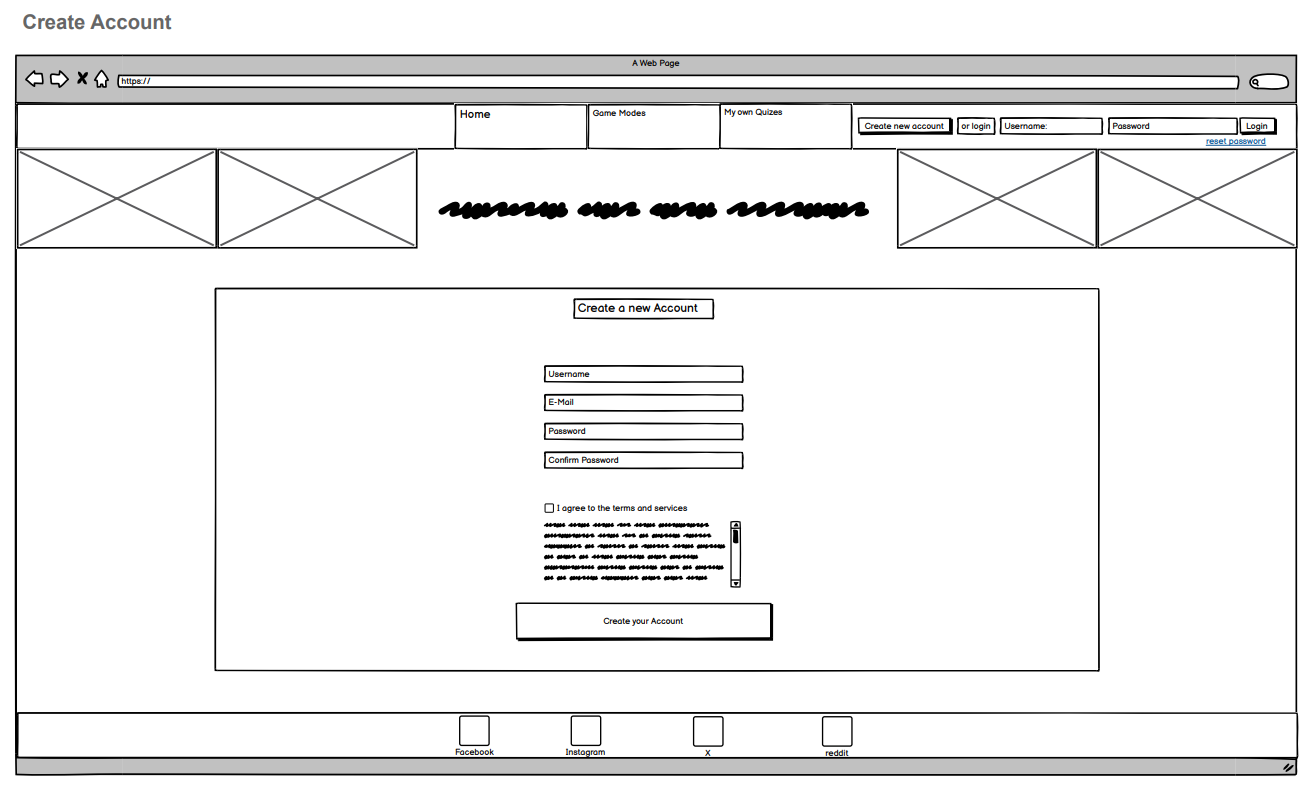 Create Account
A Web Page
https://
Home
Game Modes
My own Quizes
Create new account
or login
Username:
Password
Login
reset password
Create a new Account
Username
E-Mail
Password
Confirm Password
I agree to the terms and services
Create your Account
Facebook
Instagram
X
reddit